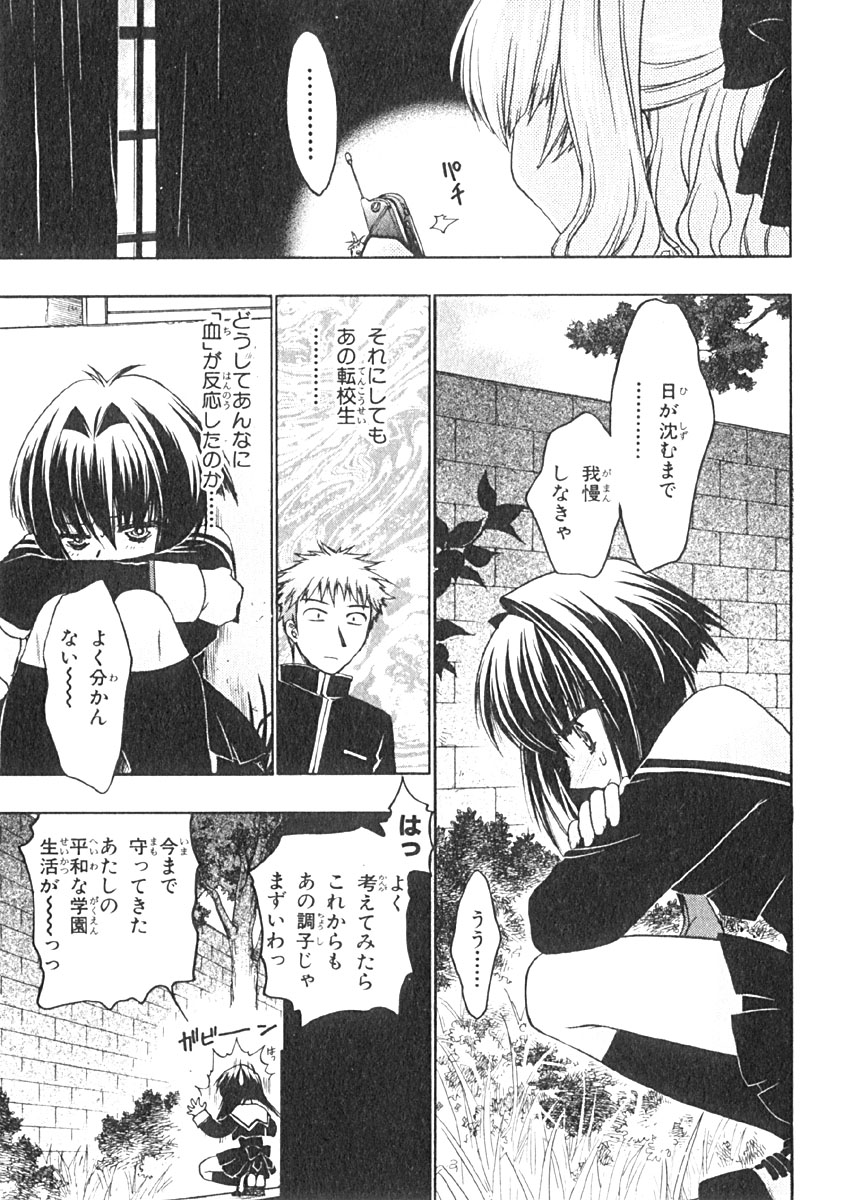 ………
パチ
日が沈むまで
………
我慢
しなきゃ
うう……
それにしても
あの転校生
………
どうしてあんなに
「血」が反応したのか……
よく分かん
ない〜〜
はっ
よく
考えてみたら
これからも
あの調子じゃ
まずいわっ
今まで
守ってきた
あたしの
平和な学園
生活が〜〜〜っっ
ガビーン